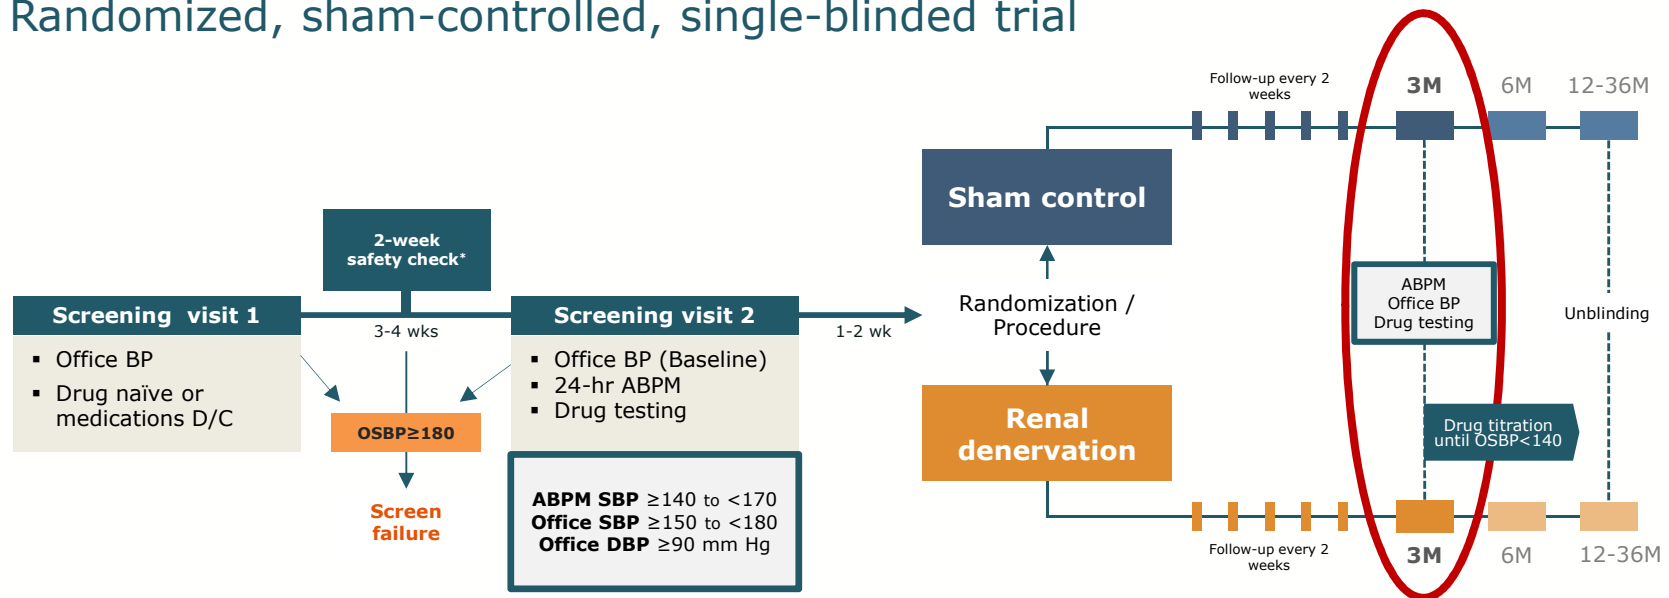 Randomized, sham-controlled, single-blinded trial
Screening visit 1
▪ Office BP
▪ Drug naïve or
medications D/C
2-week
safety check*
3-4 wks
OSBP≥180
Screen
failure
Screening visit 2
▪ Office BP (Baseline)
▪ 24-hr ABPM
▪ Drug testing
ABPM SBP ≥140 to <170
Office SBP ≥150 to <180
Office DBP ≥90 mm Hg
1-2 wk
Sham control
Randomization /
Procedure
Renal
denervation
Follow-up every 2
weeks
3M
6M
12-36M
ABPM
Office BP
Drug testing
Unblinding
Drug titration
until OSBP<140
Follow-up every 2
weeks
3M
6M
12-36M